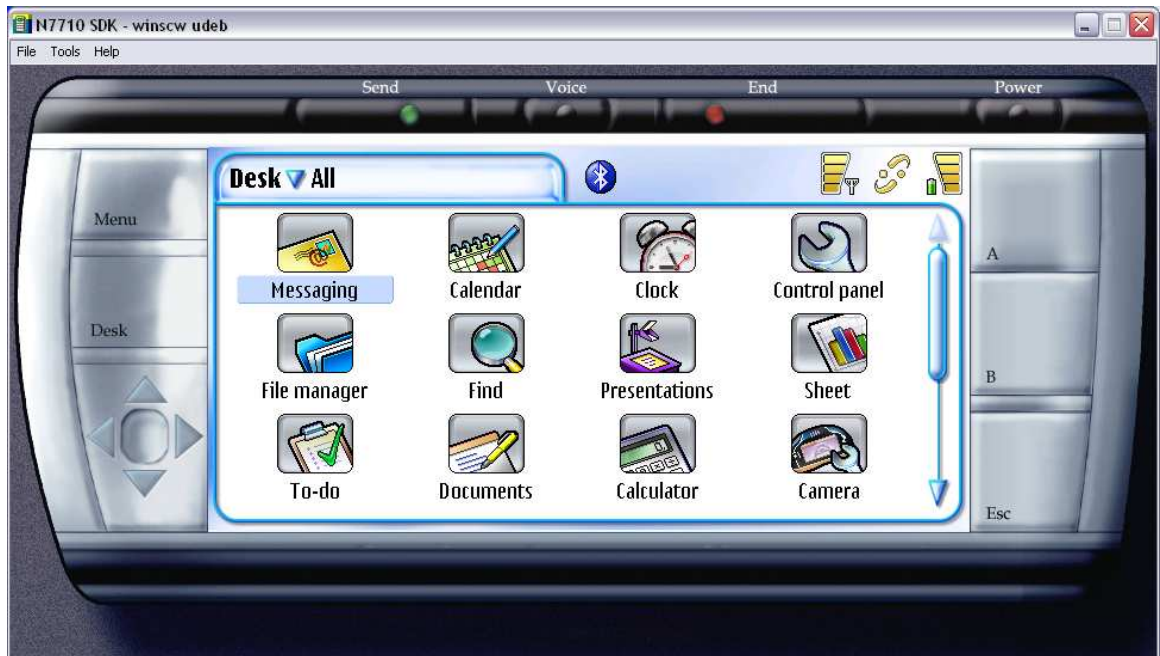 N7710 SDK - winscw udeb
File Tools Help
Send Voice End Power
Desk All
Menu
A
Messaging Calendar Clock Control panel
Desk
B
File manager Find Presentations Sheet
To-do Documents Calculator Camera
Esc